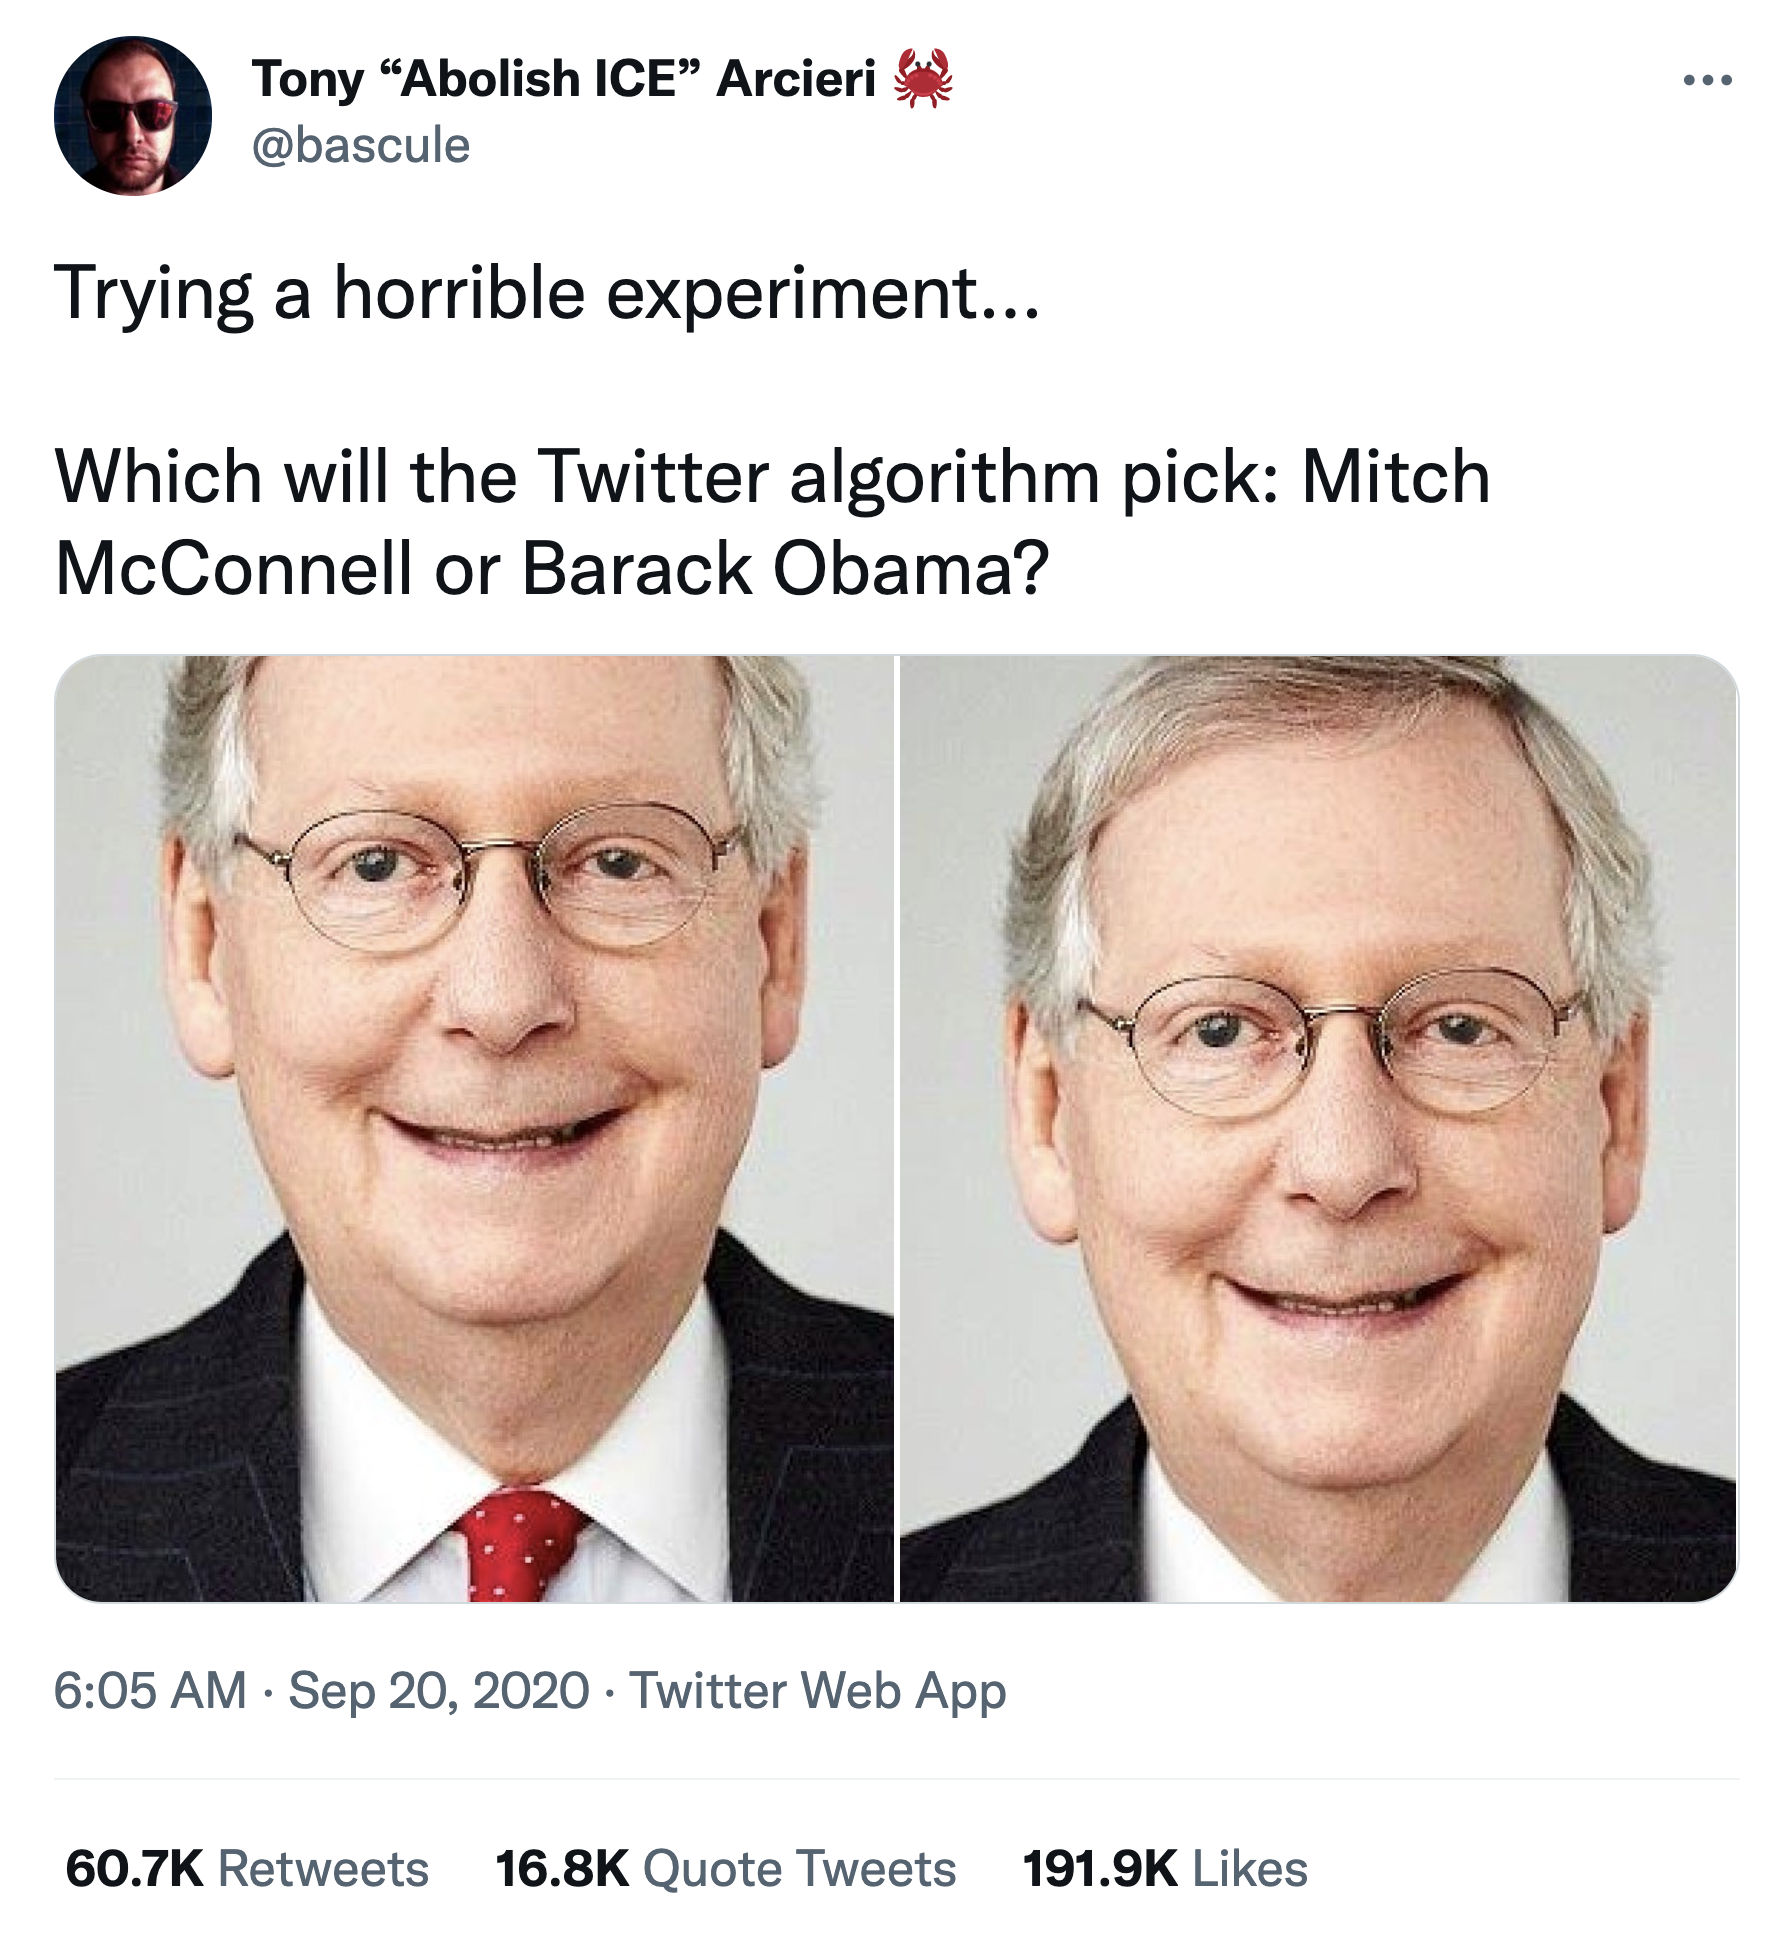 Tony “Abolish ICE” Arcieri 🦀
@bascule
Trying a horrible experiment...
Which will the Twitter algorithm pick: Mitch
McConnell or Barack Obama?
6:05 AM · Sep 20, 2020 · Twitter Web App
60.7K Retweets 16.8K Quote Tweets 191.9K Likes